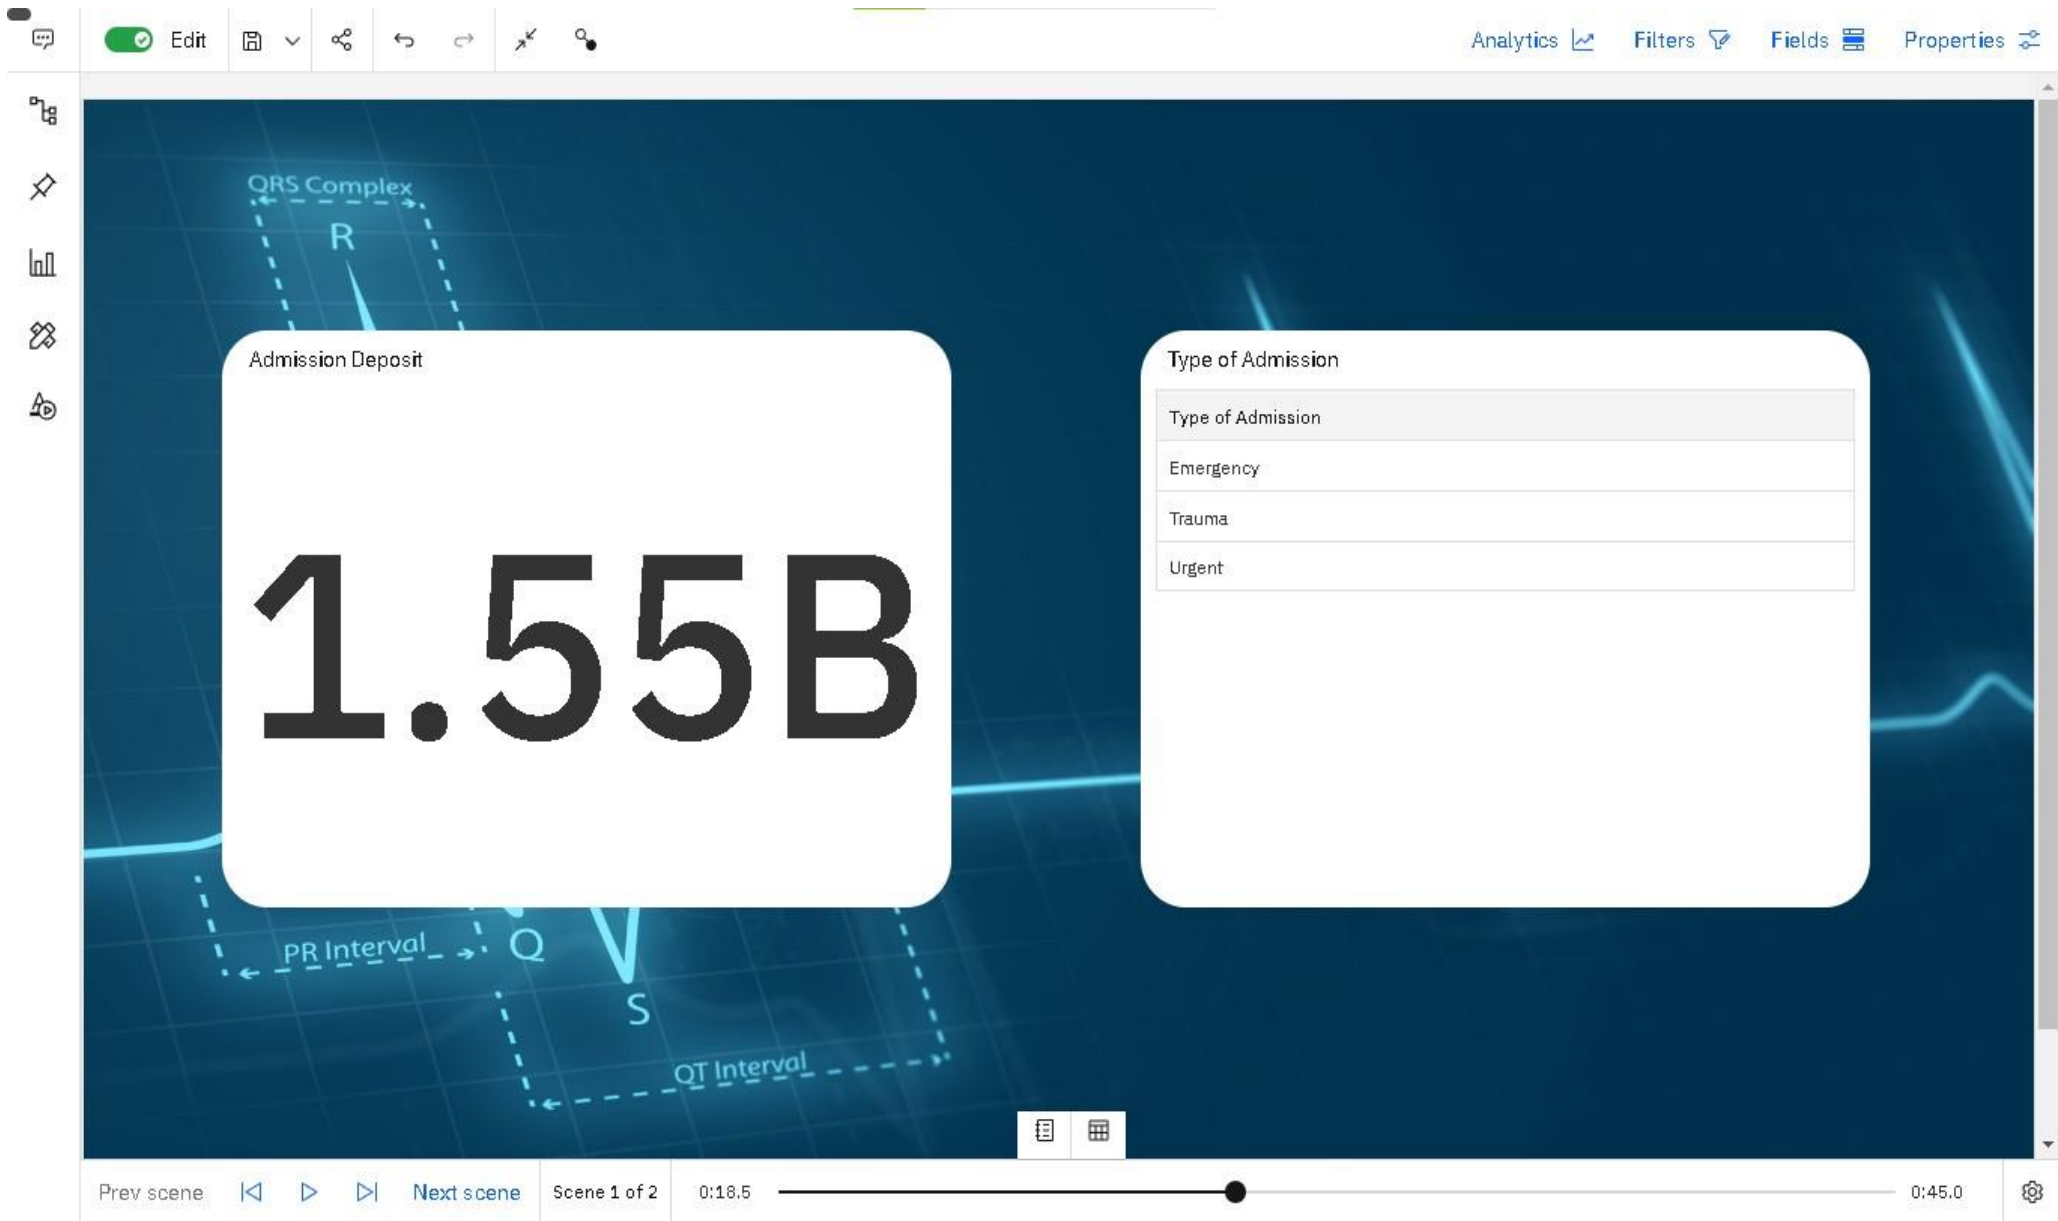 Edit
Analytics
Filters
Fields
Properties
QRS Complex
R
Admission Deposit
1.55B
Type of Admission
Type of Admission
Emergency
Trauma
Urgent
PR Interval
Q
S
QT Interval
Prev scene
Next scene
Scene 1 of 2
0:18.5
0:45.0